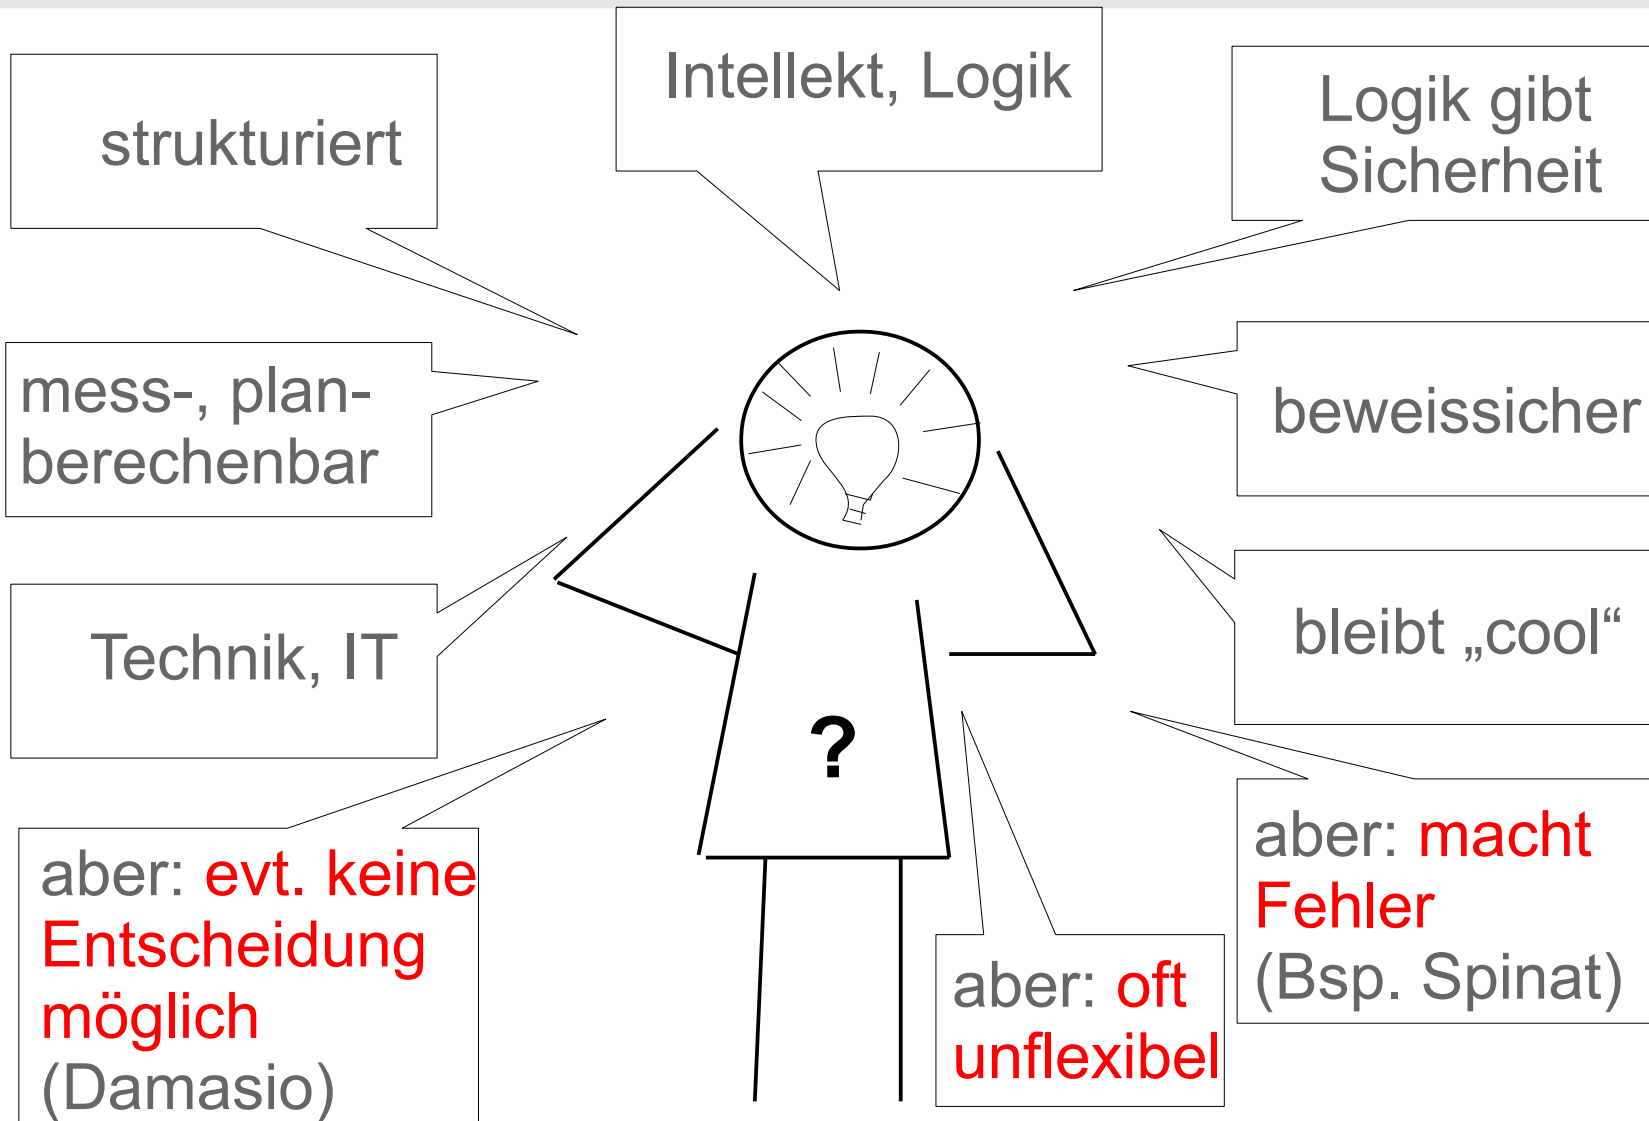 Intellekt, Logik
strukturiert
Logik gibt
Sicherheit
mess-, plan-
berechenbar
beweissicher
Technik, IT
bleibt „cool“
?
aber: evt. keine
Entscheidung
möglich
(Damasio)
aber: oft
unflexibel
aber: macht
Fehler
(Bsp. Spinat)